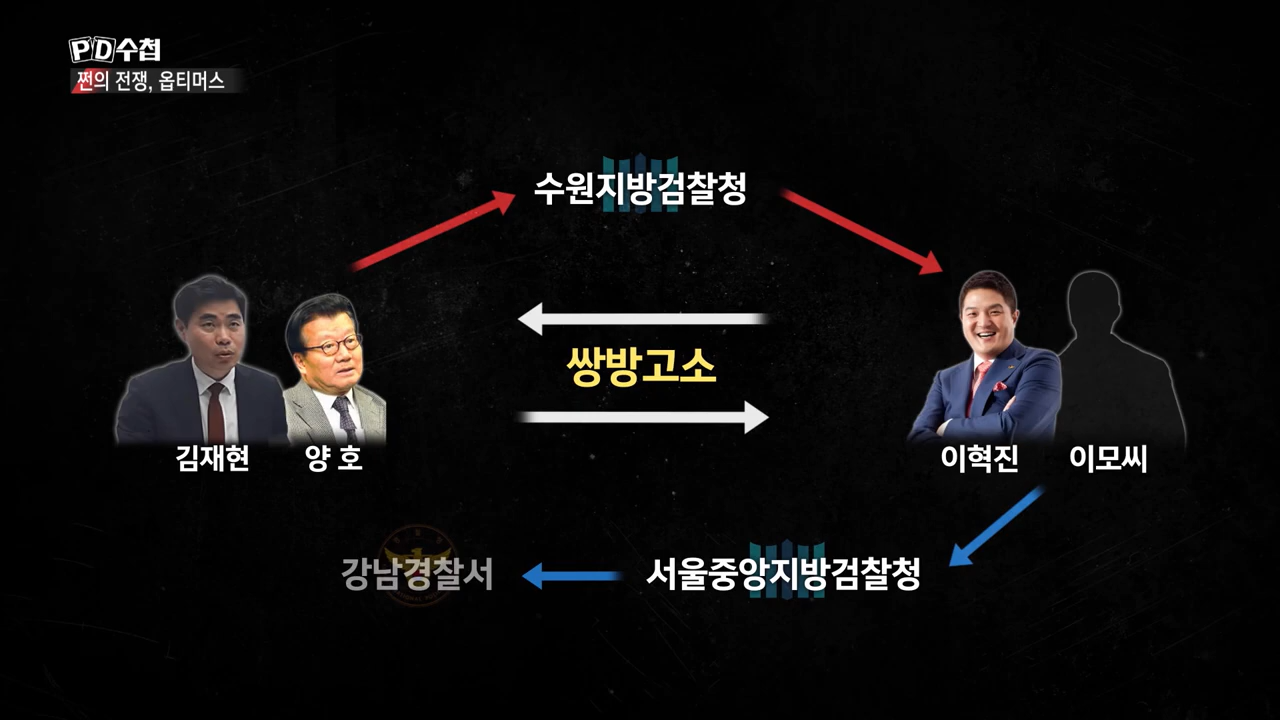 PD수첩
쩐의 전쟁, 옵티머스
수원지방검찰청
쌍방고소
김재현
양 호
이혁진
이모씨
강남경찰서
서울중앙지방검찰청